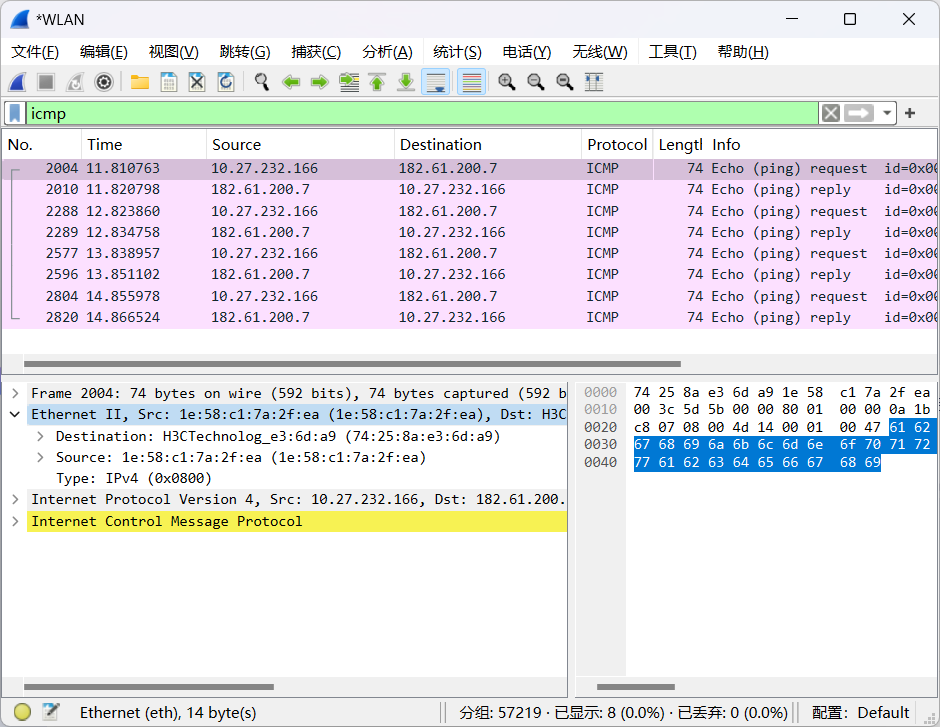 *WLAN
文件(F) 编辑(E) 视图(V) 跳转(G) 捕获(C) 分析(A) 统计(S) 电话(Y) 无线(W) 工具(T) 帮助(H)
icmp
No. Time Source Destination Protocol Lengtl Info
2004 11.810763 10.27.232.166 182.61.200.7 ICMP 74 Echo (ping) request id=0x00
2010 11.820798 182.61.200.7 10.27.232.166 ICMP 74 Echo (ping) reply id=0x00
2288 12.823860 10.27.232.166 182.61.200.7 ICMP 74 Echo (ping) request id=0x00
2289 12.834758 182.61.200.7 10.27.232.166 ICMP 74 Echo (ping) reply id=0x00
2577 13.838957 10.27.232.166 182.61.200.7 ICMP 74 Echo (ping) request id=0x00
2596 13.851102 182.61.200.7 10.27.232.166 ICMP 74 Echo (ping) reply id=0x00
2804 14.855978 10.27.232.166 182.61.200.7 ICMP 74 Echo (ping) request id=0x00
2820 14.866524 182.61.200.7 10.27.232.166 ICMP 74 Echo (ping) reply id=0x00
Frame 2004: 74 bytes on wire (592 bits), 74 bytes captured (592 b
Ethernet II, Src: 1e:58:c1:7a:2f:ea (1e:58:c1:7a:2f:ea), Dst: H3C
Destination: H3CTechnolog_e3:6d:a9 (74:25:8a:e3:6d:a9)
Source: 1e:58:c1:7a:2f:ea (1e:58:c1:7a:2f:ea)
Type: IPv4 (0x0800)
Internet Protocol Version 4, Src: 10.27.232.166, Dst: 182.61.200.
Internet Control Message Protocol
0000 74 25 8a e3 6d a9 1e 58 c1 7a 2f ea
0010 00 3c 5d 5b 00 00 80 01 00 00 0a 1b
0020 c8 07 08 00 4d 14 00 01 00 47 61 62
0030 67 68 69 6a 6b 6c 6d 6e 6f 70 71 72
0040 77 61 62 63 64 65 66 67 68 69
Ethernet (eth), 14 byte(s) 分组: 57219 · 已显示: 8 (0.0%) · 已丢弃: 0 (0.0%) 配置: Default